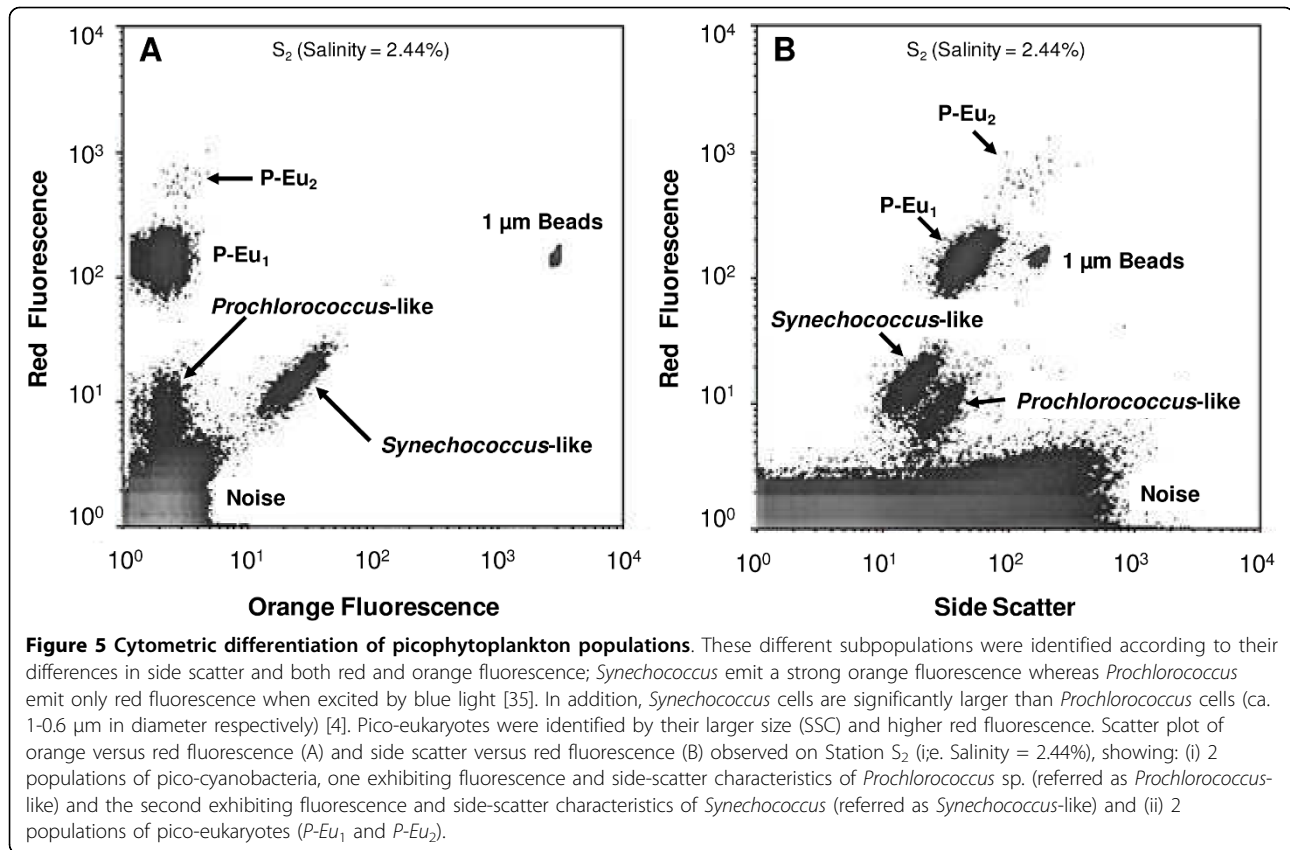 A
S₂ (Salinity = 2.44%)
10⁴
10³
10²
10¹
10⁰
Red Fluorescence
P-Eu₂
P-Eu₁
1 µm Beads
Prochlorococcus-like
Synechococcus-like
Noise
10⁰ 10¹ 10² 10³ 10⁴
Orange Fluorescence
B
S₂ (Salinity = 2.44%)
10⁴
10³
10²
10¹
10⁰
Red Fluorescence
P-Eu₂
P-Eu₁
1 µm Beads
Synechococcus-like
Prochlorococcus-like
Noise
10⁰ 10¹ 10² 10³ 10⁴
Side Scatter
Figure 5 Cytometric differentiation of picophytoplankton populations. These different subpopulations were identified according to their
differences in side scatter and both red and orange fluorescence; Synechococcus emit a strong orange fluorescence whereas Prochlorococcus
emit only red fluorescence when excited by blue light [35]. In addition, Synechococcus cells are significantly larger than Prochlorococcus cells (ca.
1-0.6 µm in diameter respectively) [4]. Pico-eukaryotes were identified by their larger size (SSC) and higher red fluorescence. Scatter plot of
orange versus red fluorescence (A) and side scatter versus red fluorescence (B) observed on Station S₂ (i;e. Salinity = 2.44%), showing: (i) 2
populations of pico-cyanobacteria, one exhibiting fluorescence and side-scatter characteristics of Prochlorococcus sp. (referred as Prochlorococcus-
like) and the second exhibiting fluorescence and side-scatter characteristics of Synechococcus (referred as Synechococcus-like) and (ii) 2
populations of pico-eukaryotes (P-Eu₁ and P-Eu₂).